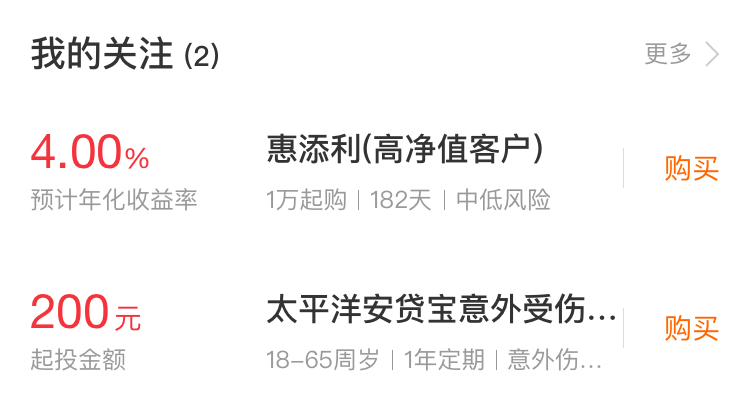 我的关注 (2)
更多
4.00%
惠添利(高净值客户)
购买
预计年化收益率
1万起购 | 182天 | 中低风险
200元
太平洋安贷宝意外受伤...
购买
起投金额
18-65周岁 | 1年定期 | 意外伤...